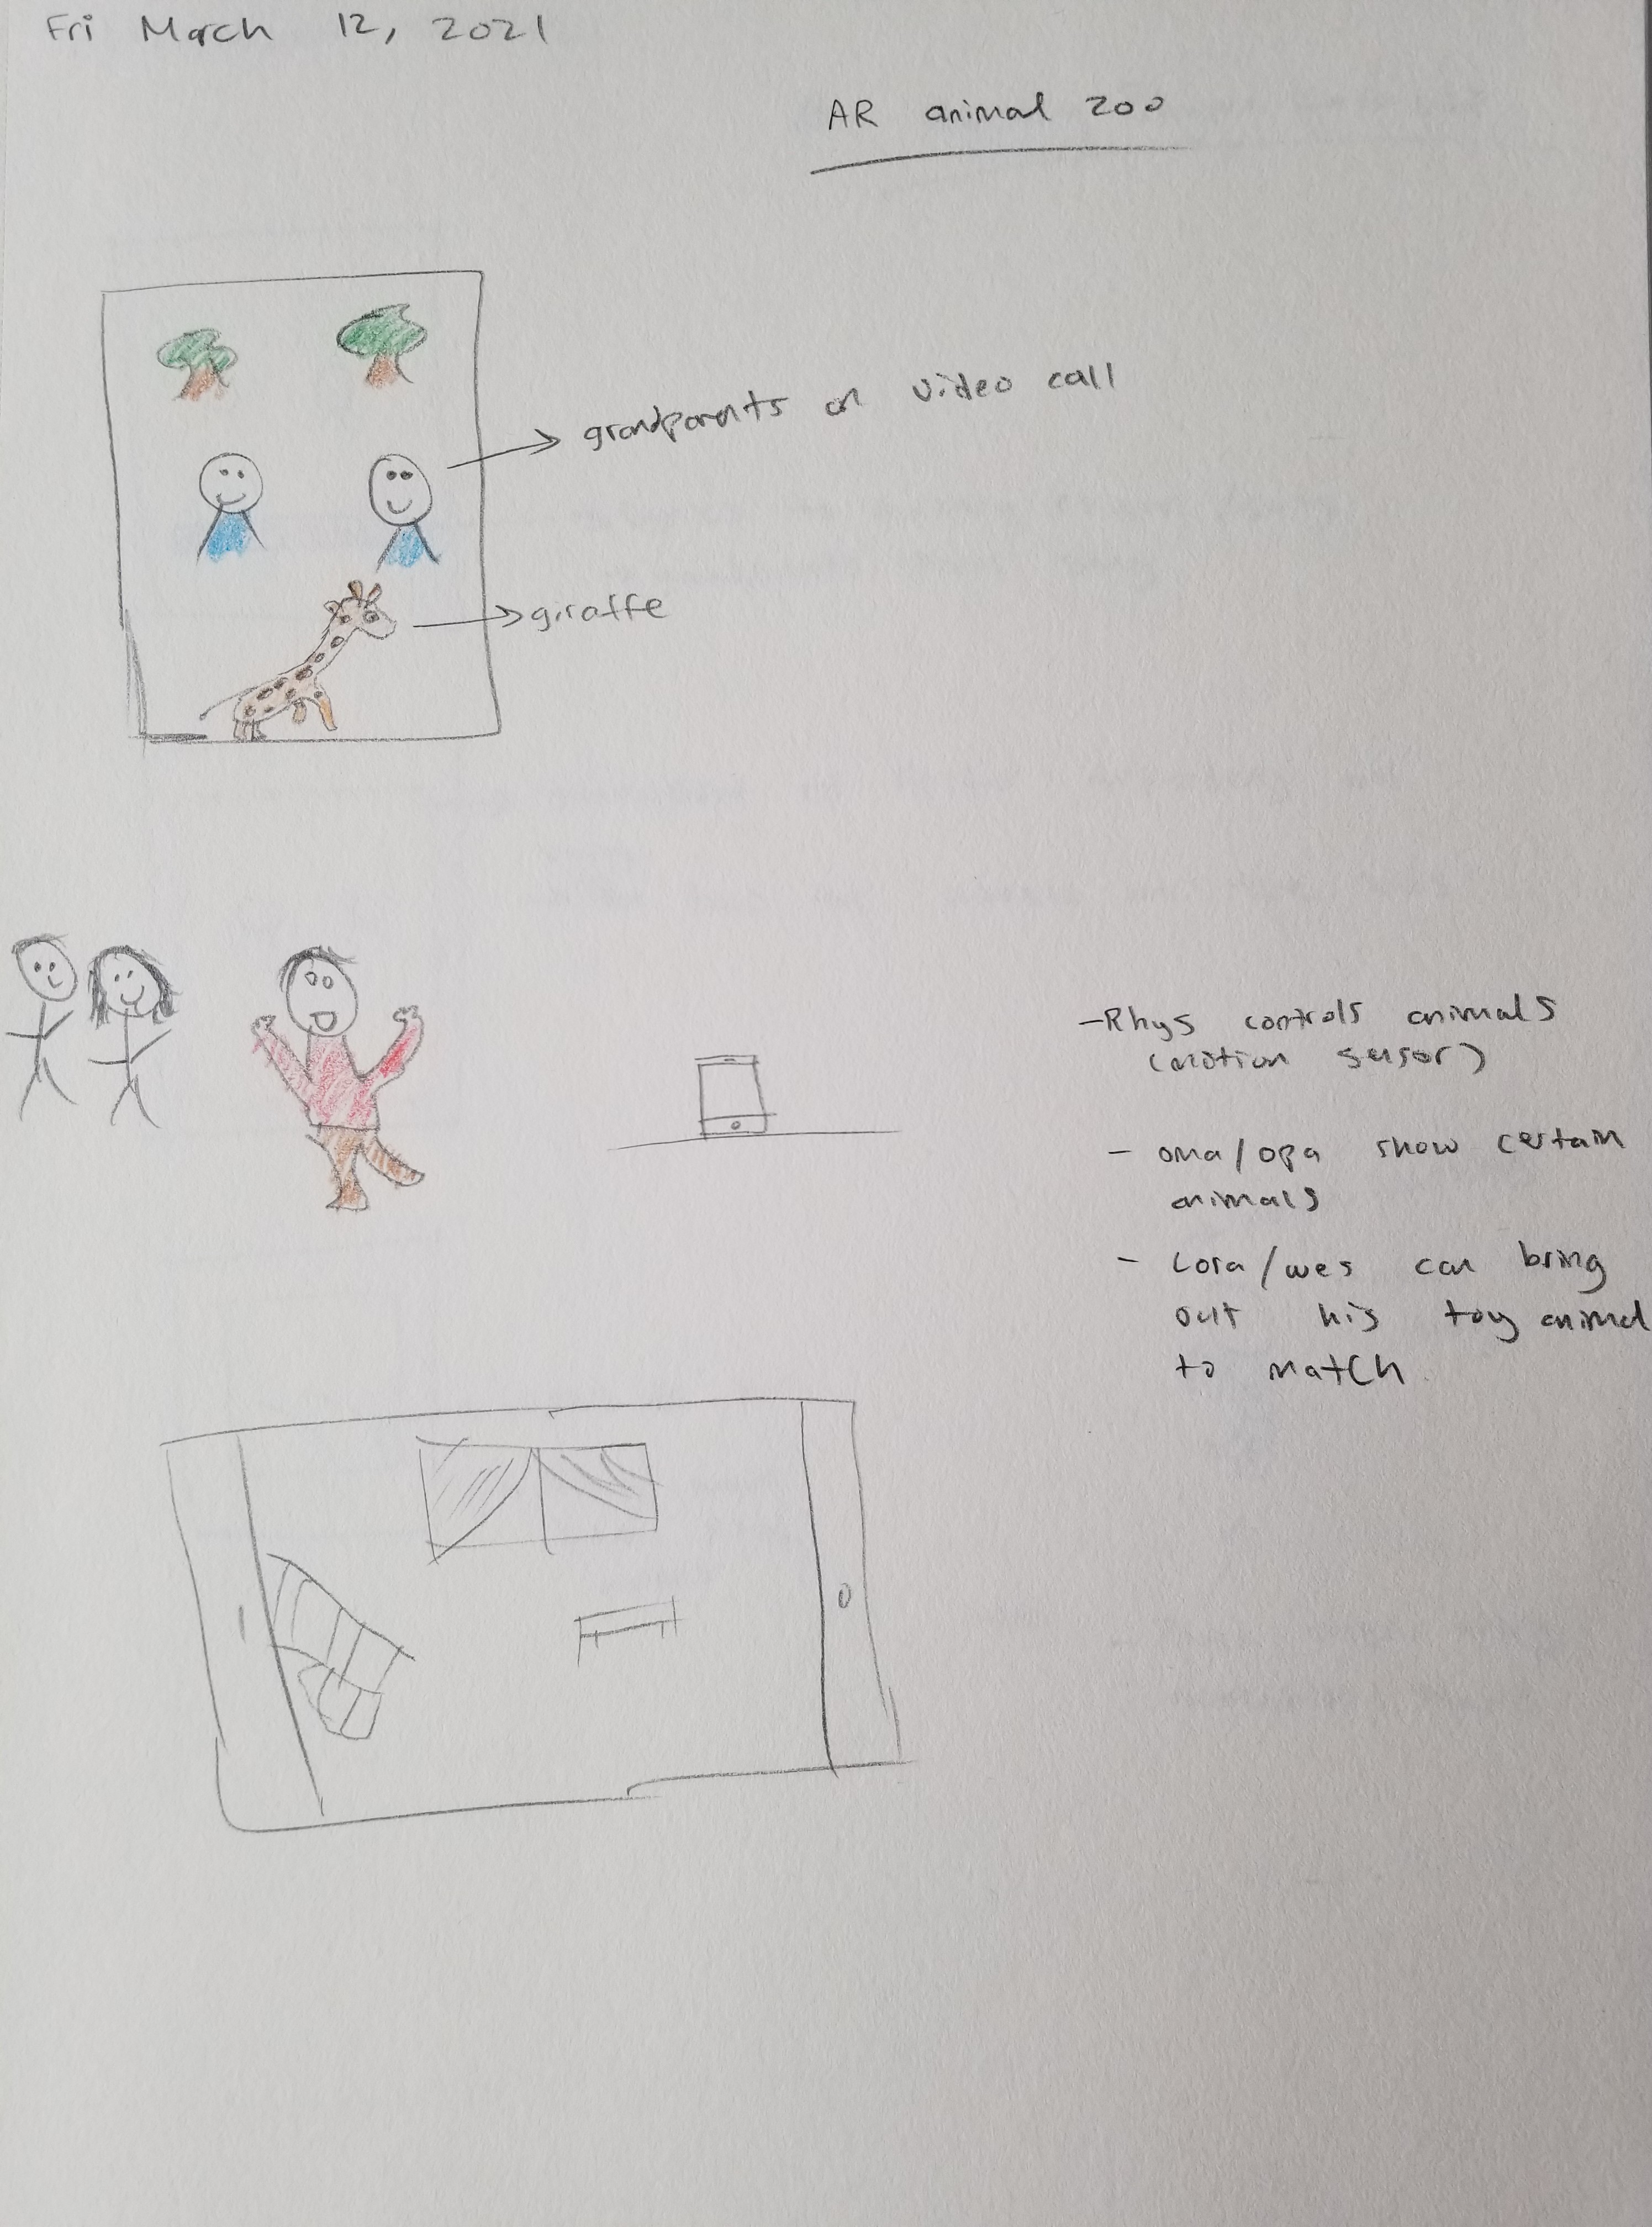 Fri March 12, 2021
AR animal zoo
grandparents on video call
giraffe
-Rhys controls animals
(motion sensor)
- oma/opa show certain
animals
- Lora/wes can bring
out his toy animal
to match